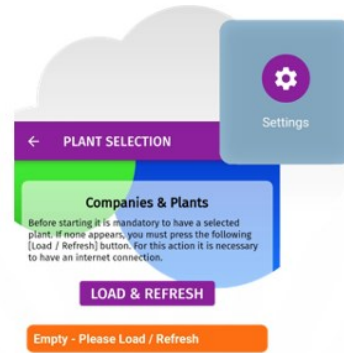 Settings
PLANT SELECTION
Companies & Plants
Before starting it is mandatory to have a selected
plant. If none appears, you must press the following
[Load / Refresh] button. For this action it is necessary
to have an internet connection.
LOAD & REFRESH
Empty - Please Load / Refresh